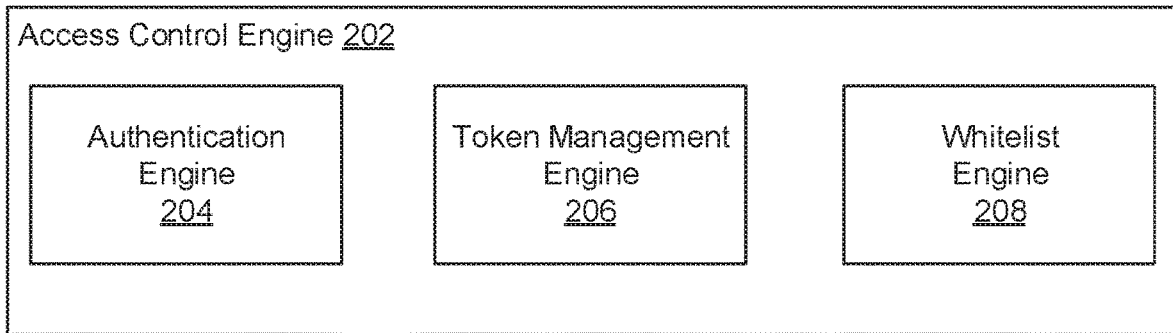 Access Control Engine 202
Authentication
Engine
204
Token Management
Engine
206
Whitelist
Engine
208